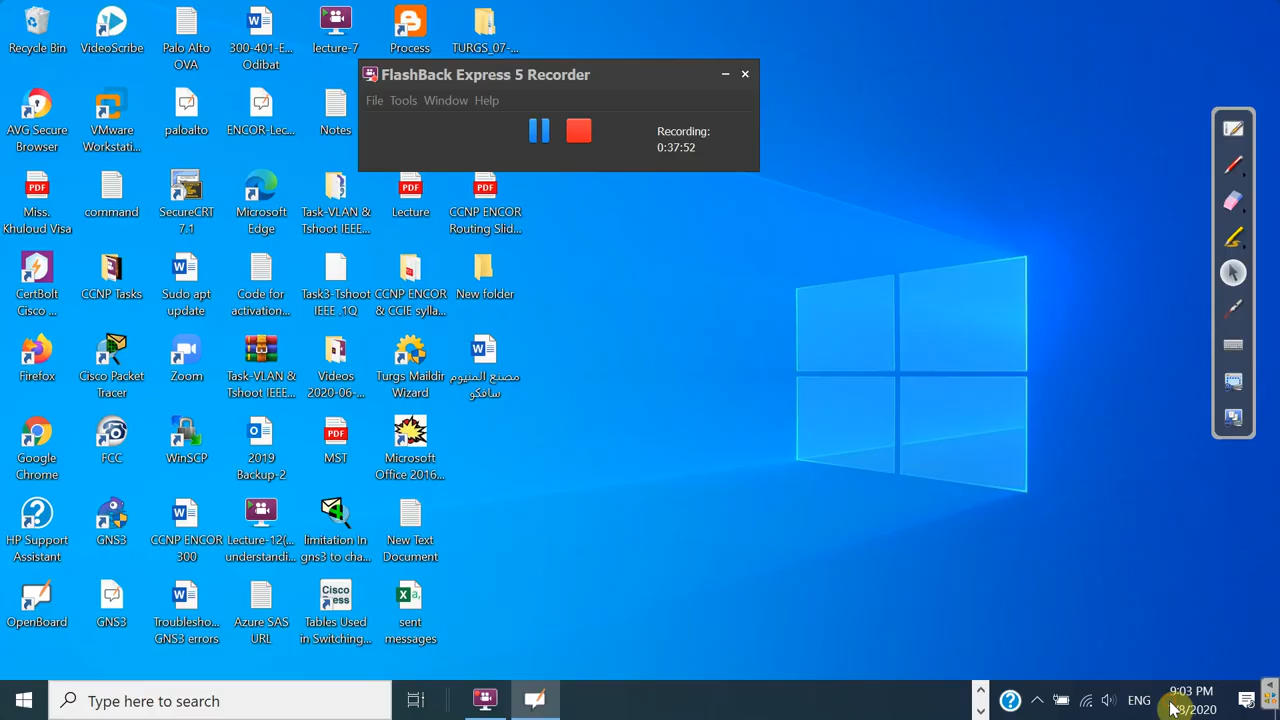 Recycle Bin
VideoScribe
Palo Alto
OVA
300-401-E...
Odibat
lecture-7
Process
TURGS_07-...
FlashBack Express 5 Recorder
File Tools Window Help
Recording:
0:37:52
AVG Secure
Browser
VMware
Workstati...
paloalto
ENCOR-Lec...
Notes
PDF
Miss.
Khuloud Visa
command
SecureCRT
7.1
Microsoft
Edge
Task-VLAN &
Tshoot IEEE...
PDF
Lecture
PDF
CCNP ENCOR
Routing Slid...
CertBolt
Cisco ...
CCNP Tasks
Sudo apt
update
Code for
activation...
Task3-Tshoot
IEEE .1Q
CCNP ENCOR
& CCIE sylla...
New folder
Firefox
Cisco Packet
Tracer
Zoom
Task-VLAN &
Tshoot IEEE...
Videos
2020-06-...
Turgs Maildir
Wizard
مصنع المنيوم
سافكو
Google
Chrome
FCC
WinSCP
2019
Backup-2
PDF
MST
Microsoft
Office 2016...
HP Support
Assistant
GNS3
CCNP ENCOR
300
Lecture-12(...
understandi...
limitation In
gns3 to cha...
New Text
Document
OpenBoard
GNS3
Troublesho...
GNS3 errors
Azure SAS
URL
Cisco
Tables Used
in Switching...
sent
messages
Type here to search
ENG
9:03 PM
8/2020